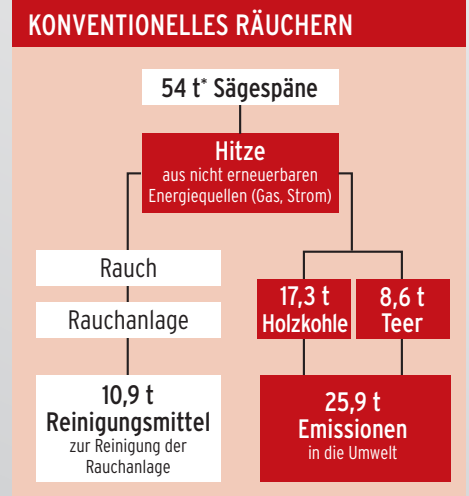 KONVENTIONELLES RÄUCHERN
54 t* Sägespäne
Hitze
aus nicht erneuerbaren
Energiequellen (Gas, Strom)
Rauch
Rauchanlage
17,3 t
Holzkohle
8,6 t
Teer
10,9 t
Reinigungsmittel
zur Reinigung der
Rauchanlage
25,9 t
Emissionen
in die Umwelt